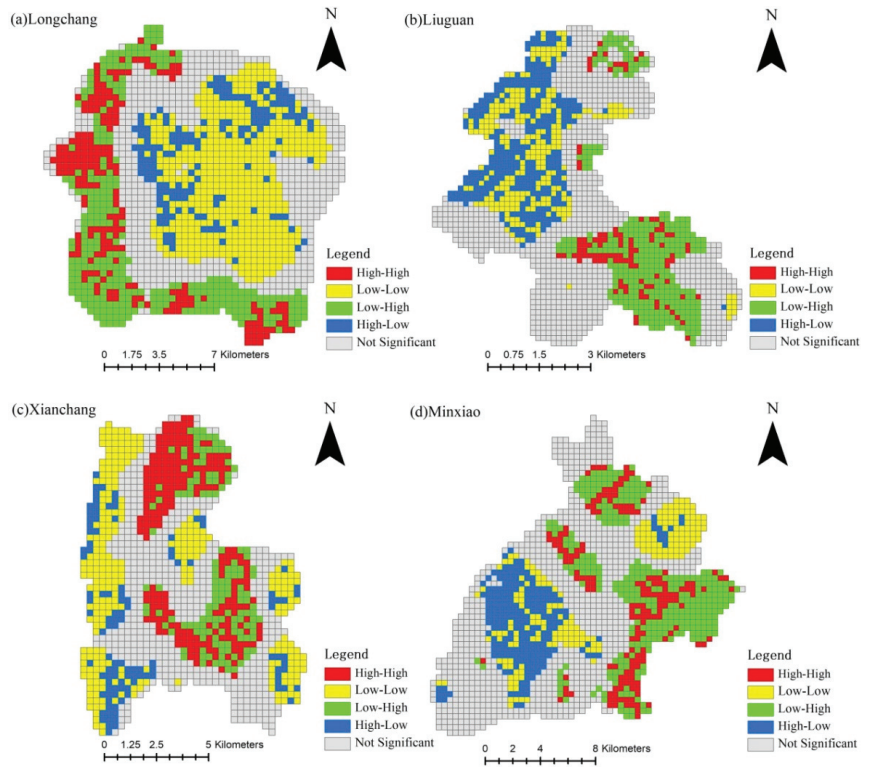 (a)Longchang
N
Legend
High-High
Low-Low
Low-High
High-Low
Not Significant
0 1.75 3.5 7 Kilometers
(b)Liuguan
N
Legend
High-High
Low-Low
Low-High
High-Low
Not Significant
0 0.75 1.5 3 Kilometers
(c)Xianchang
N
Legend
High-High
Low-Low
Low-High
High-Low
Not Significant
0 1.25 2.5 5 Kilometers
(d)Minxiao
N
Legend
High-High
Low-Low
Low-High
High-Low
Not Significant
0 2 4 8 Kilometers